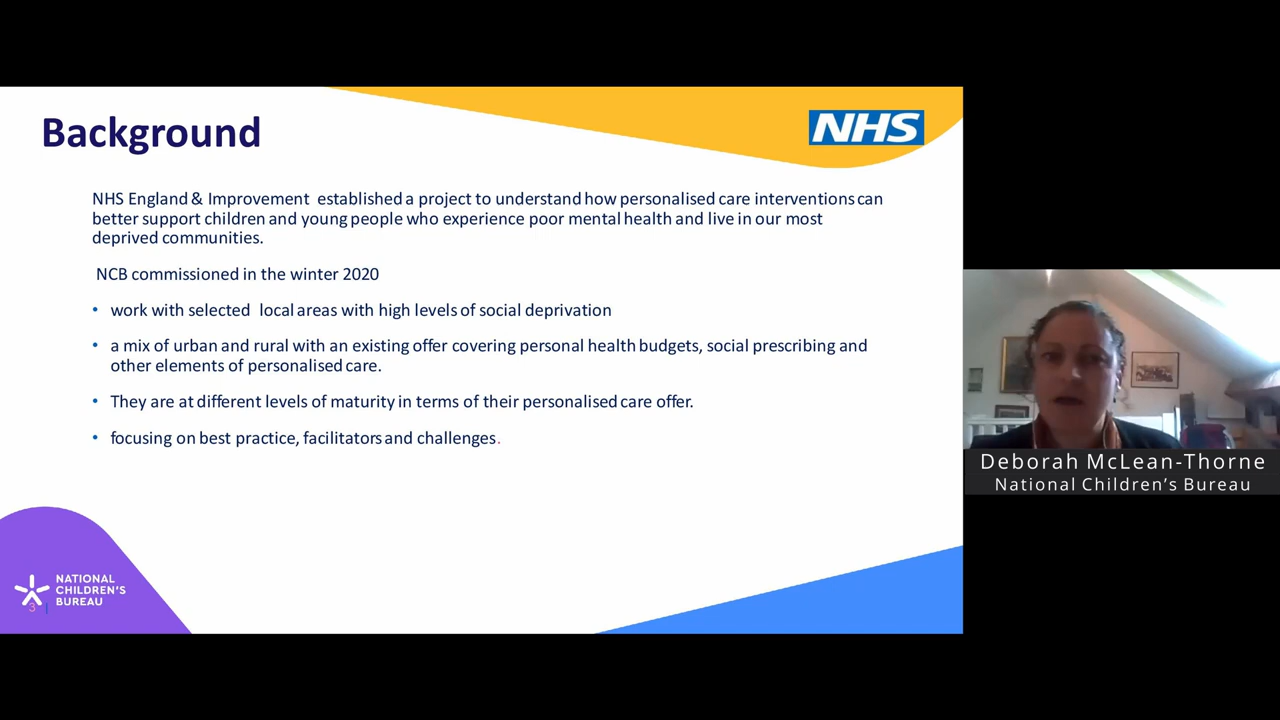 Background
NHS
NHS England & Improvement established a project to understand how personalised care interventions can
better support children and young people who experience poor mental health and live in our most
deprived communities.
NCB commissioned in the winter 2020
• work with selected local areas with high levels of social deprivation
• a mix of urban and rural with an existing offer covering personal health budgets, social prescribing and
other elements of personalised care.
• They are at different levels of maturity in terms of their personalised care offer.
• focusing on best practice, facilitators and challenges.
Deborah McLean-Thorne
National Children's Bureau
NATIONAL
CHILDREN'S
BUREAU
3 |